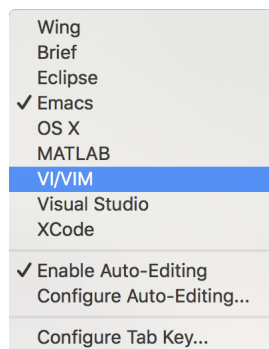 Wing
Brief
Eclipse
✓ Emacs
OS X
MATLAB
VI/VIM
Visual Studio
XCode
✓ Enable Auto-Editing
Configure Auto-Editing...
Configure Tab Key...